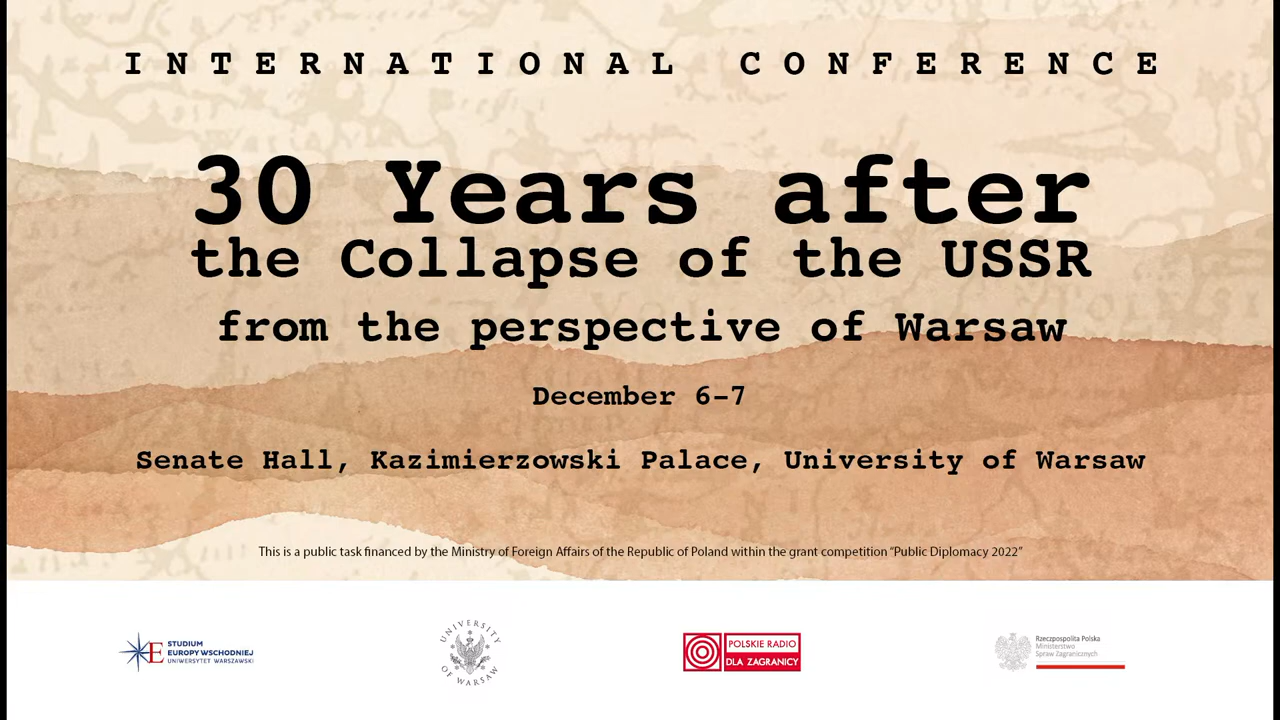 INTERNATIONAL CONFERENCE
30 Years after
the Collapse of the USSR
from the perspective of Warsaw
December 6-7
Senate Hall, Kazimierzowski Palace, University of Warsaw
This is a public task financed by the Ministry of Foreign Affairs of the Republic of Poland within the grant competition “Public Diplomacy 2022”
E
STUDIUM
EUROPY WSCHODNIEJ
UNIWERSYTET WARSZAWSKI
UNIVERSITY
OF WARSAW
POLSKIE RADIO
DLA ZAGRANICY
Rzeczpospolita Polska
Ministerstwo
Spraw Zagranicznych